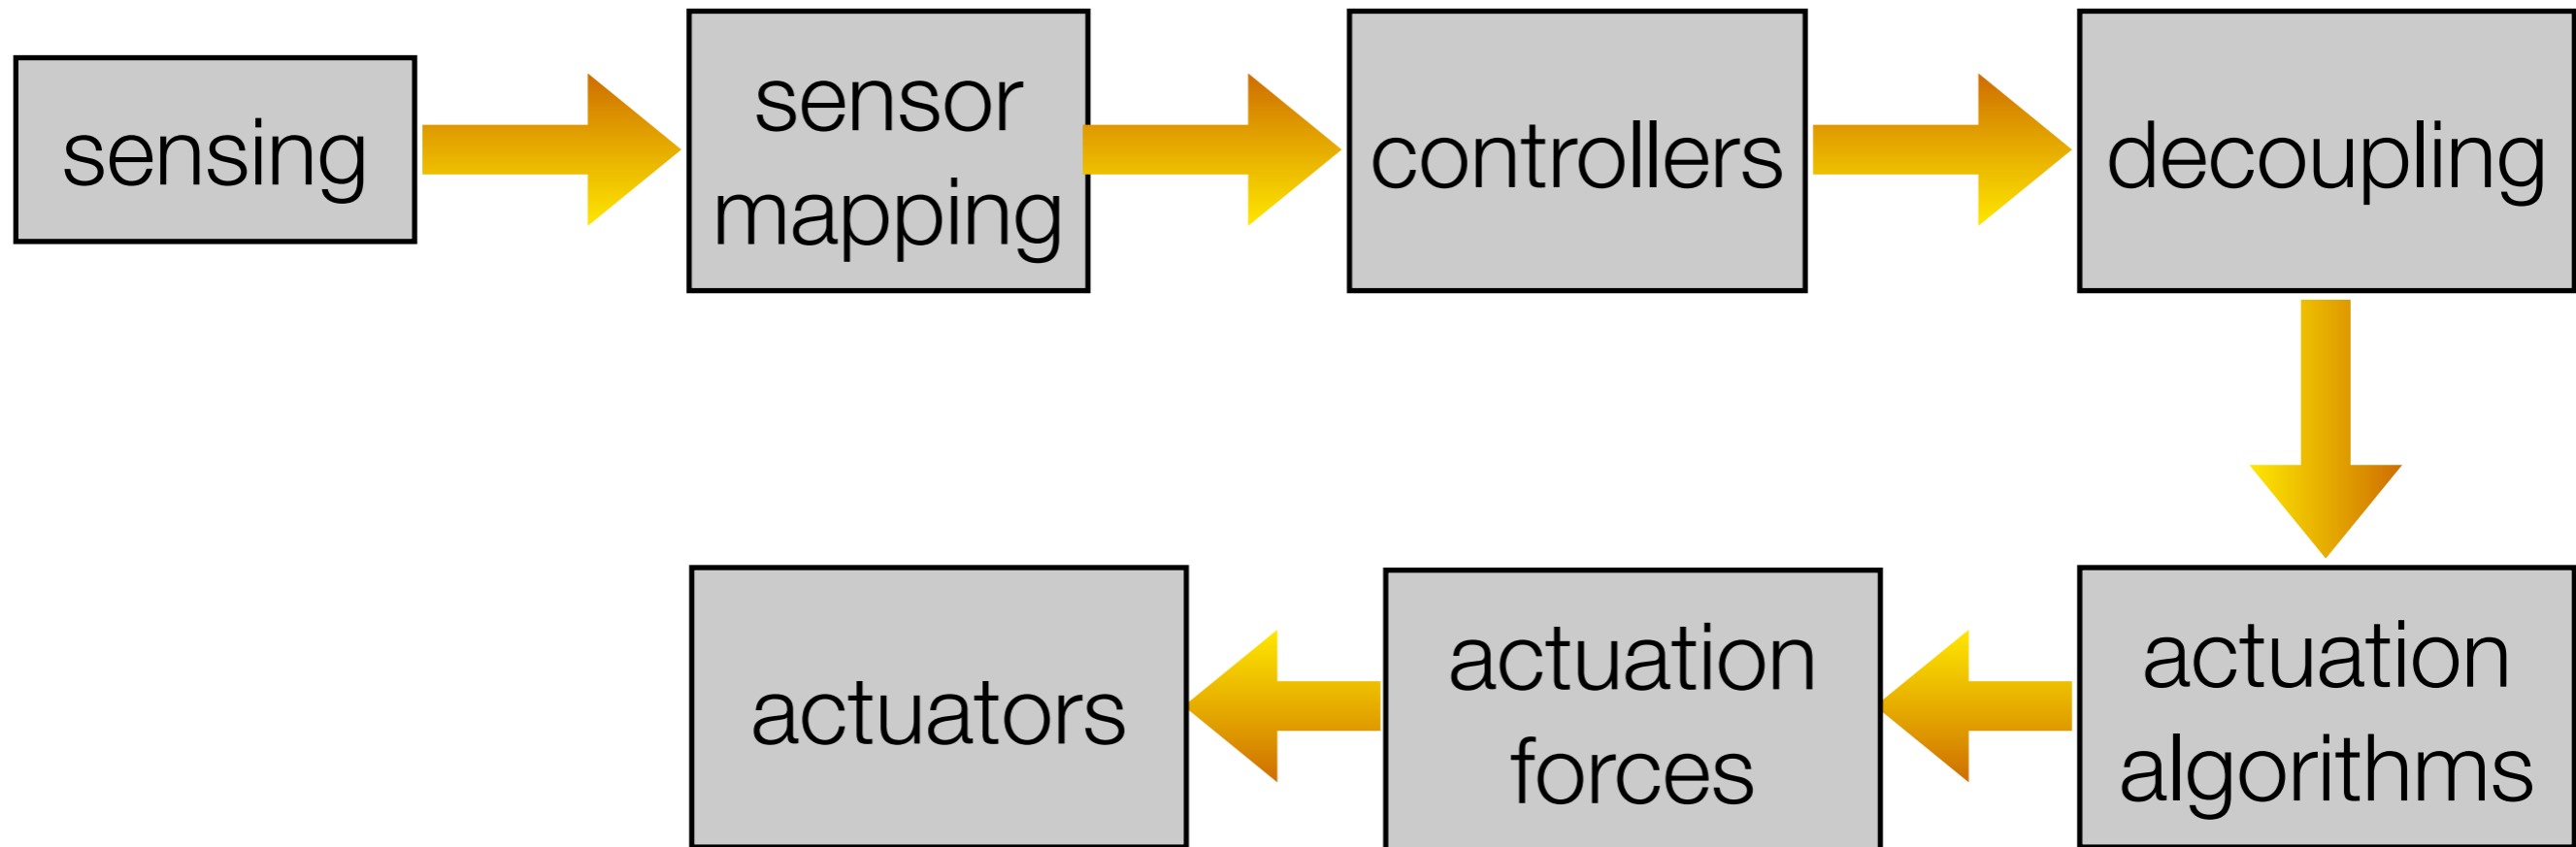 sensing
sensor
mapping
controllers
decoupling
actuators
actuation
forces
actuation
algorithms